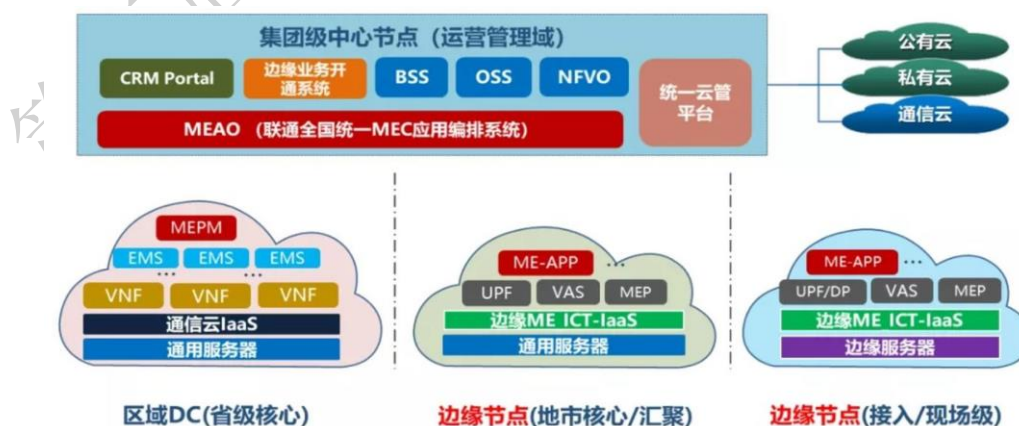 集团级中心节点（运营管理域）
CRM Portal
边缘业务开
通系统
BSS
OSS
NFVO
统一云管
平台
MEAO（联通全国统一MEC应用编排系统）
公有云
私有云
通信云
MEPM
EMS
EMS
EMS
...
...
VNF
VNF
VNF
通信云IaaS
通用服务器
区域DC(省级核心)
ME-APP
...
UPF
VAS
MEP
边缘ME ICT-IaaS
通用服务器
边缘节点(地市核心/汇聚)
ME-APP
...
UPF/DP
VAS
MEP
边缘ME ICT-IaaS
边缘服务器
边缘节点(接入/现场级)